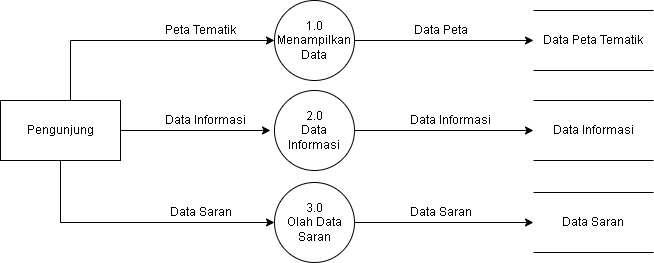 Peta Tematik
1.0
Menampilkan
Data
Data Peta
Data Peta Tematik
Pengunjung
Data Informasi
2.0
Data
Informasi
Data Informasi
Data Informasi
Data Saran
3.0
Olah Data
Saran
Data Saran
Data Saran